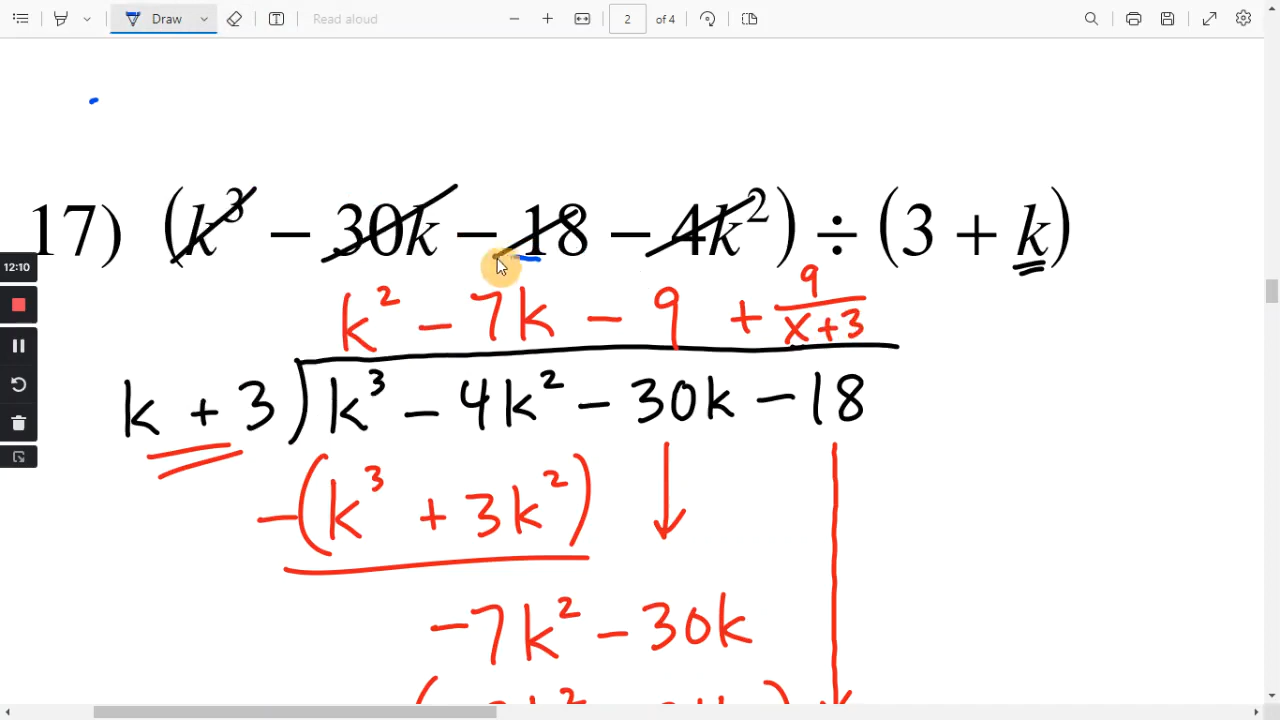 Draw
Read aloud
2 of 4
17) (k³ − 30k − 18 − 4k²) ÷ (3 + k)
12:10
k² − 7k − 9 + 9/(x+3)
k + 3) k³ − 4k² − 30k − 18
−(k³ + 3k²)
−7k² − 30k